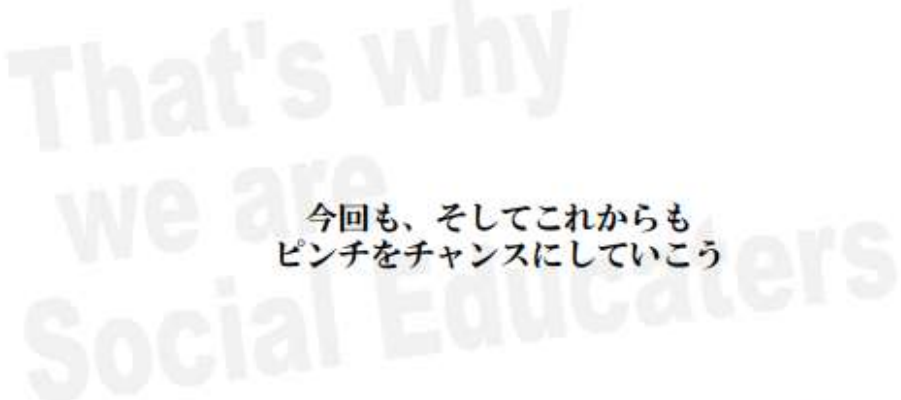 That's why
we are
Social Educaters
今回も、そしてこれからも
ピンチをチャンスにしていこう